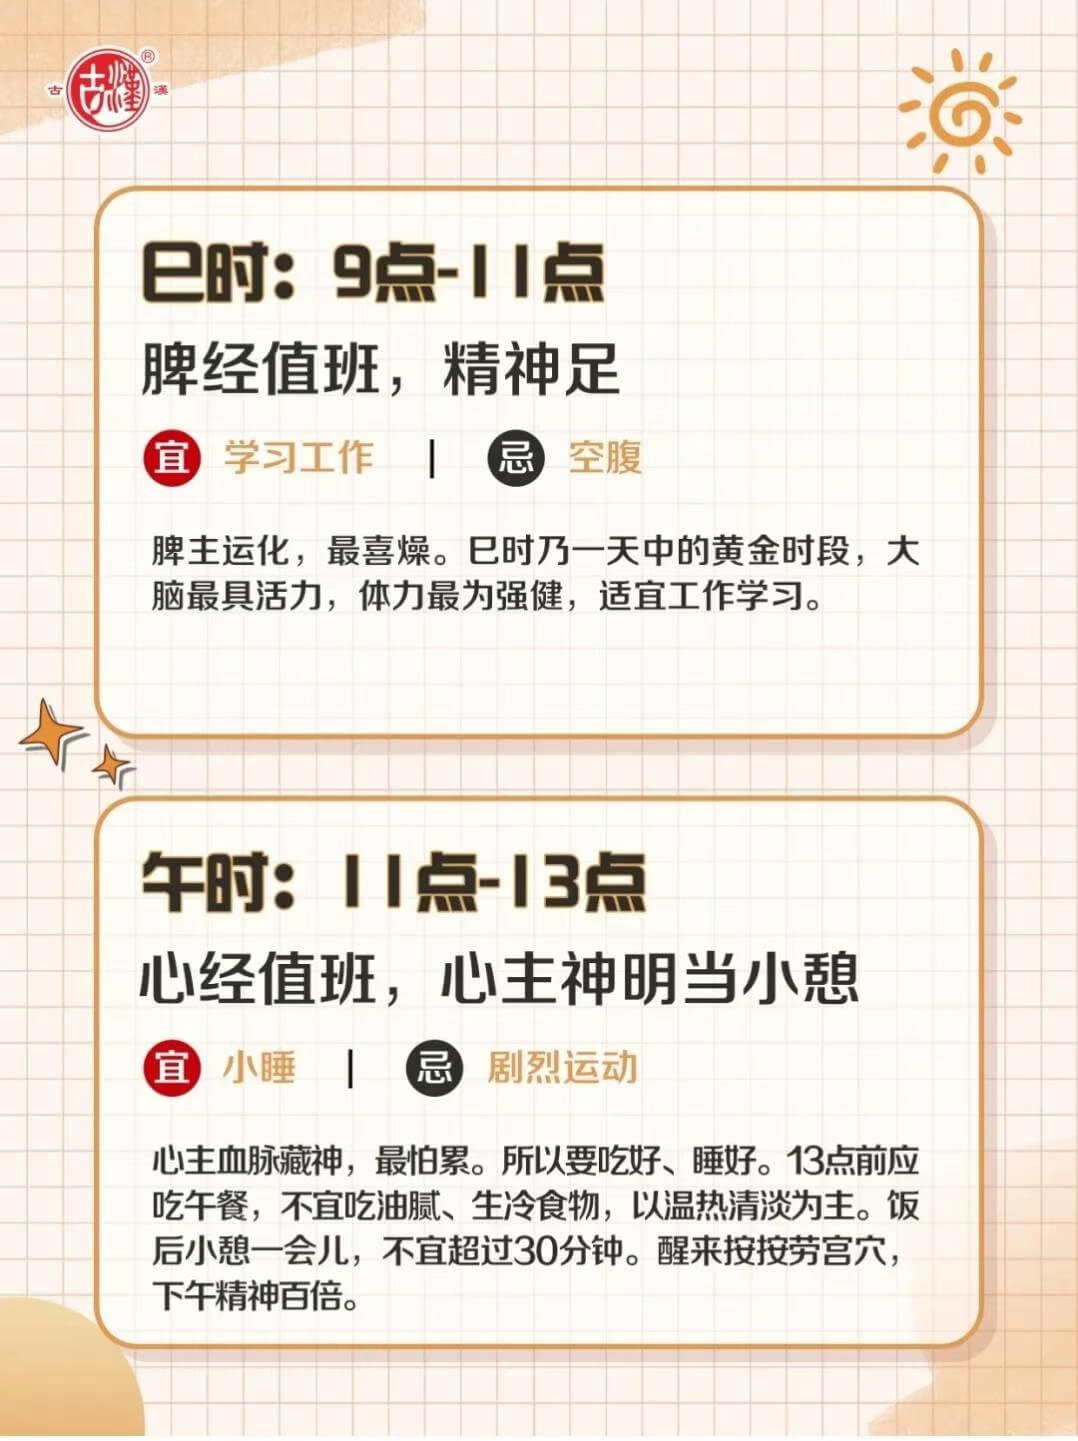 古漢®
古 漢
巳时：9点-11点
脾经值班，精神足
宜 学习工作 | 忌 空腹
脾主运化，最喜燥。巳时乃一天中的黄金时段，大
脑最具活力，体力最为强健，适宜工作学习。
午时：11点-13点
心经值班，心主神明当小憩
宜 小睡 | 忌 剧烈运动
心主血脉藏神，最怕累。所以要吃好、睡好。13点前应
吃午餐，不宜吃油腻、生冷食物，以温热清淡为主。饭
后小憩一会儿，不宜超过30分钟。醒来按按劳宫穴，
下午精神百倍。